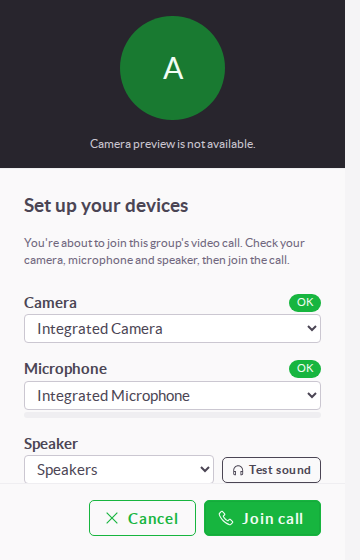 A
Camera preview is not available.
Set up your devices
You're about to join this group's video call. Check your
camera, microphone and speaker, then join the call.
Camera OK
Integrated Camera
Microphone OK
Integrated Microphone
Speaker
Speakers Test sound
Cancel Join call